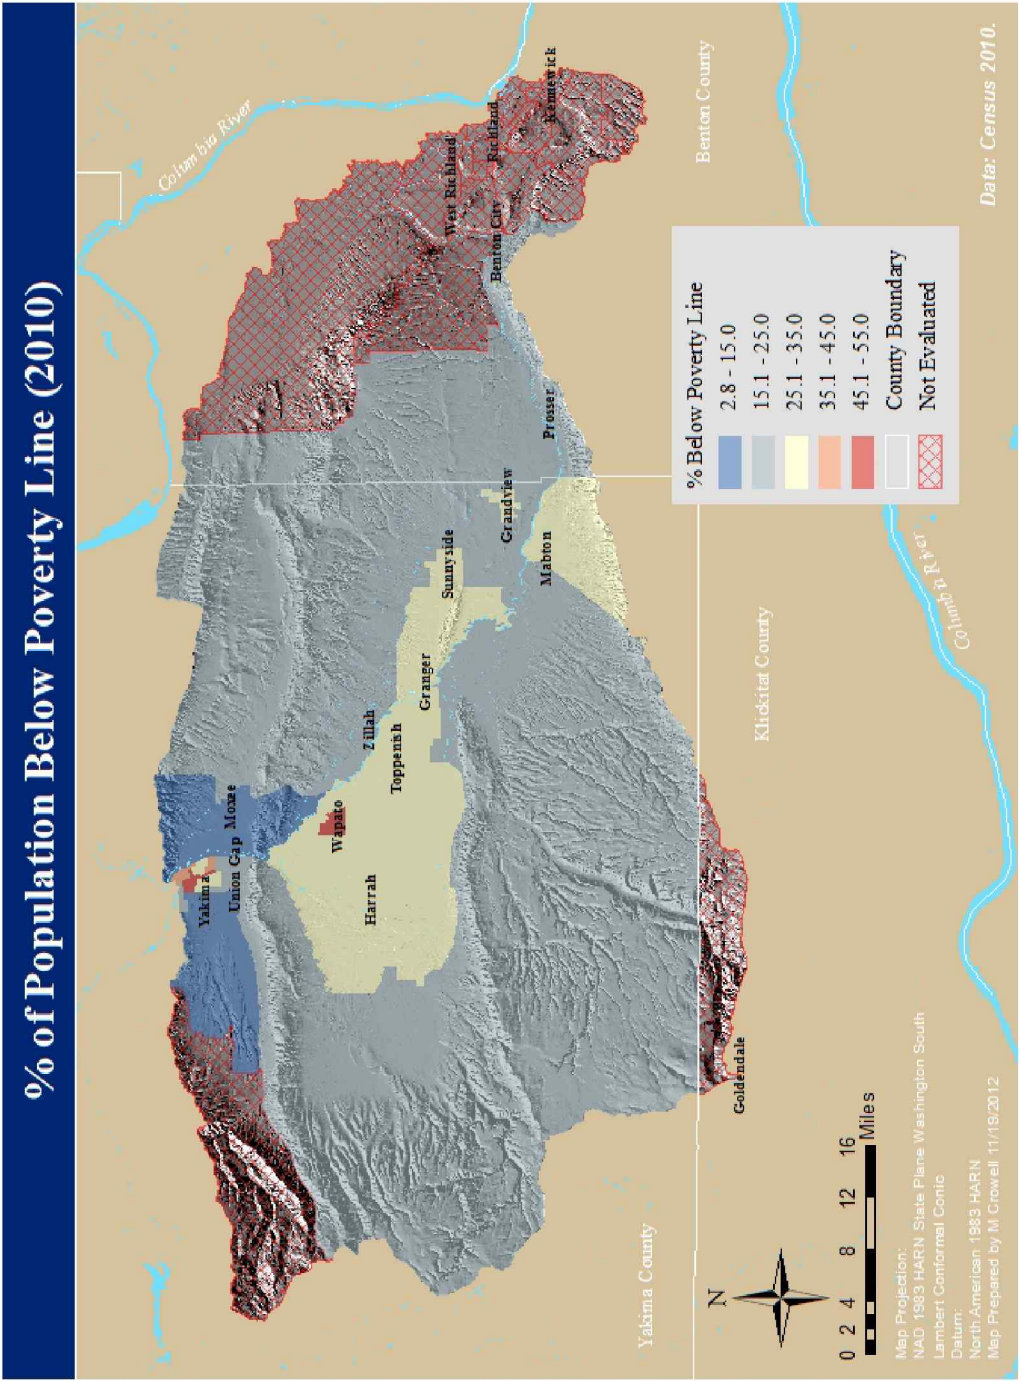 % of Population Below Poverty Line (2010)
Columbia River
Kennewick
Richland
West Richland
Benton City
Benton County
Data: Census 2010.
Prosser
Grandview
Sunnyside
Mabton
Granger
Zillah
Toppenish
Wapato
Harrah
Moxee
Union Gap
Yakima
Goldendale
Klickitat County
Columbia River
Yakima County
% Below Poverty Line
2.8 - 15.0
15.1 - 25.0
25.1 - 35.0
35.1 - 45.0
45.1 - 55.0
County Boundary
Not Evaluated
N
0 2 4 8 12 16
Miles
Map Projection:
NAD 1983 HARN State Plane Washington South
Lambert Conformal Conic
Datum:
North American 1983 HARN
Map Prepared by M Crowell 11/19/2012